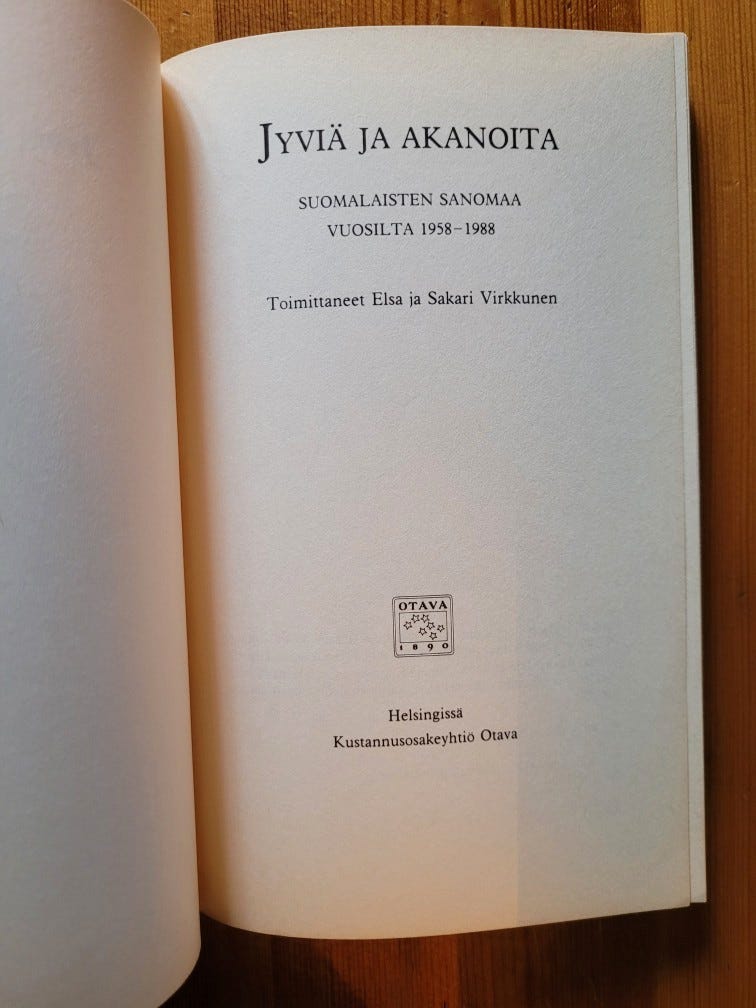 JYVIÄ JA AKANOITA
SUOMALAISTEN SANOMAA
VUOSILTA 1958–1988
Toimittaneet Elsa ja Sakari Virkkunen
OTAVA
1890
Helsingissä
Kustannusosakeyhtiö Otava